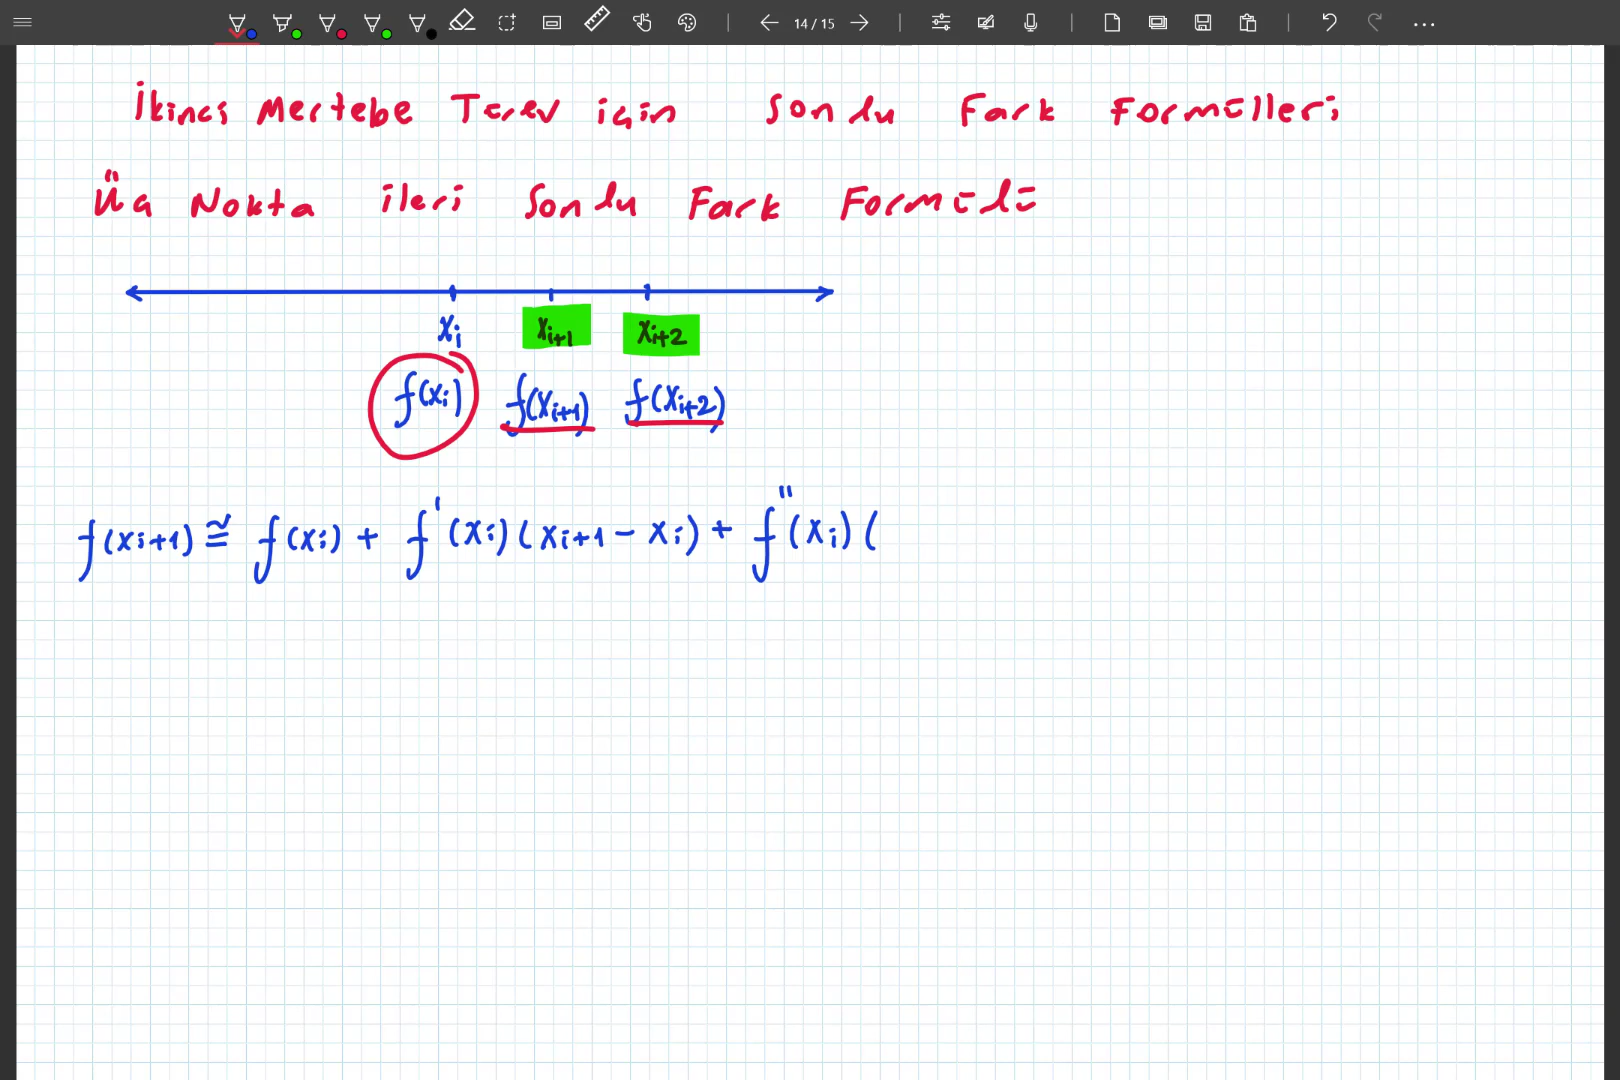 14 / 15
İkinci Mertebe Türev için Sonlu Fark Formülleri
Üç Nokta ileri Sonlu Fark Formülü
xi xi+1 xi+2
f(xi) f(xi+1) f(xi+2)
f(xi+1) ≅ f(xi) + f'(xi)(xi+1 − xi) + f''(xi)(